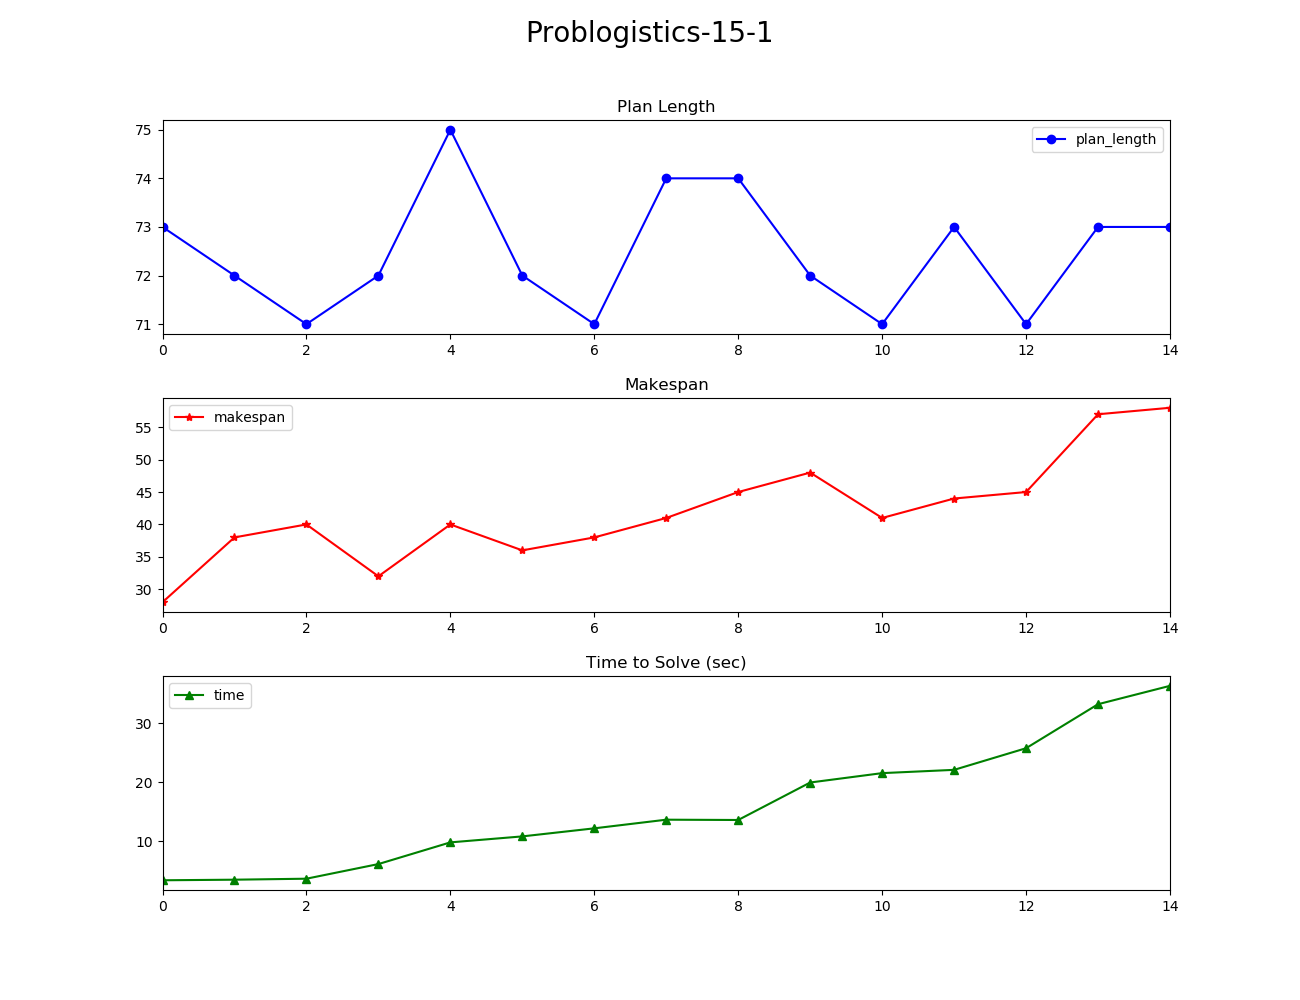 Problogistics-15-1
Plan Length
75
74
73
72
71
plan_length
0 2 4 6 8 10 12 14
Makespan
55
50
45
40
35
30
makespan
0 2 4 6 8 10 12 14
Time to Solve (sec)
30
20
10
time
0 2 4 6 8 10 12 14